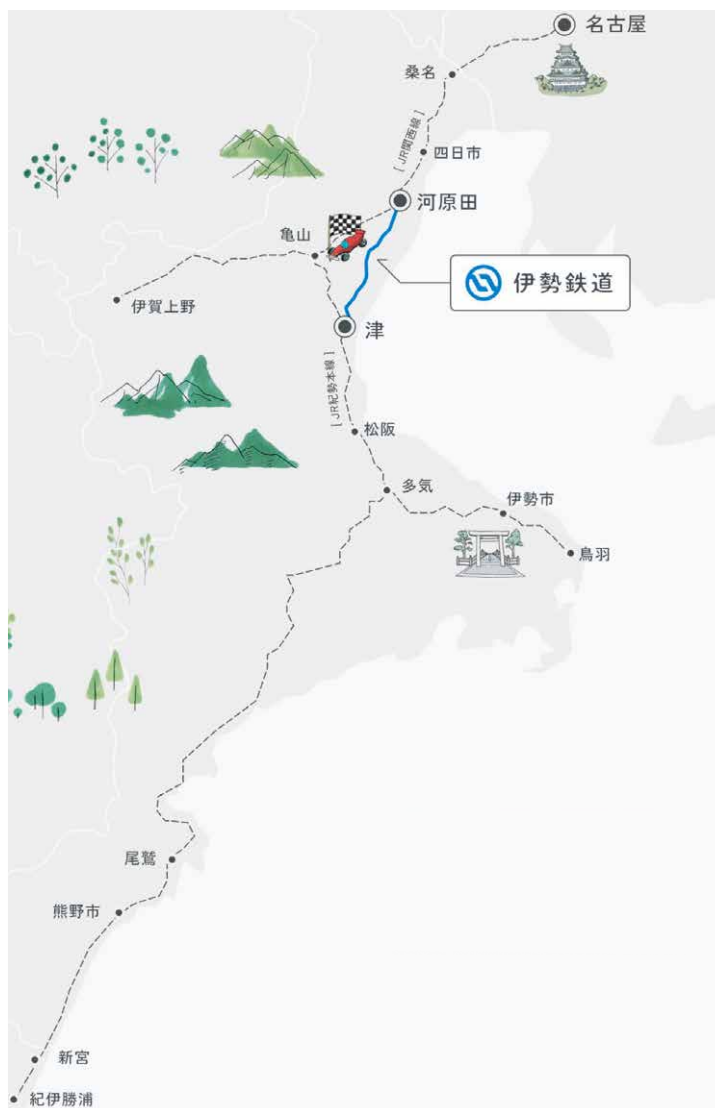 名古屋
桑名
[JR関西線]
四日市
河原田
亀山
伊勢鉄道
伊賀上野
津
[JR紀勢本線]
松阪
多気
伊勢市
鳥羽
尾鷲
熊野市
新宮
紀伊勝浦